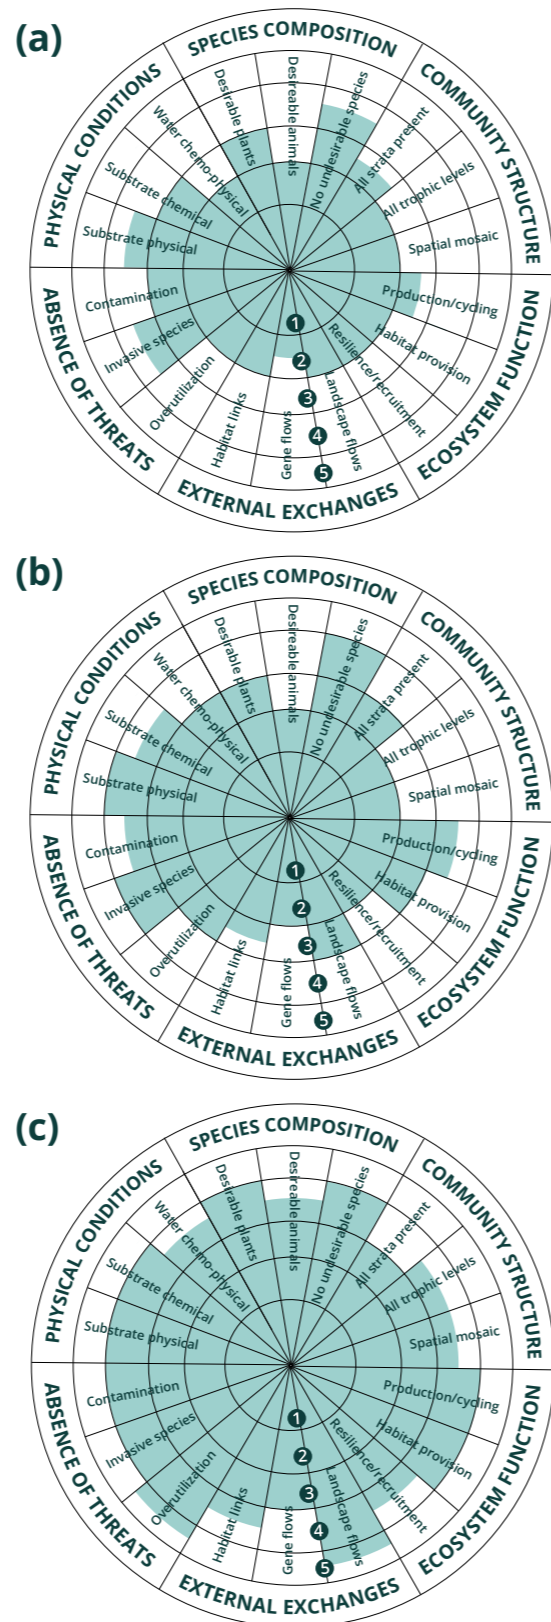 (a)
SPECIES COMPOSITION
COMMUNITY STRUCTURE
ECOSYSTEM FUNCTION
EXTERNAL EXCHANGES
ABSENCE OF THREATS
PHYSICAL CONDITIONS
Desirable plants
Desireable animals
No undesirable species
All strata present
All trophic levels
Spatial mosaic
Production/cycling
Habitat provision
Resilience/recruitment
Landscape flows
Gene flows
Habitat links
Overutilization
Invasive species
Contamination
Substrate physical
Substrate chemical
Water chemo-physical
1
2
3
4
5
(b)
SPECIES COMPOSITION
COMMUNITY STRUCTURE
ECOSYSTEM FUNCTION
EXTERNAL EXCHANGES
ABSENCE OF THREATS
PHYSICAL CONDITIONS
Desirable plants
Desireable animals
No undesirable species
All strata present
All trophic levels
Spatial mosaic
Production/cycling
Habitat provision
Resilience/recruitment
Landscape flows
Gene flows
Habitat links
Overutilization
Invasive species
Contamination
Substrate physical
Substrate chemical
Water chemo-physical
1
2
3
4
5
(c)
SPECIES COMPOSITION
COMMUNITY STRUCTURE
ECOSYSTEM FUNCTION
EXTERNAL EXCHANGES
ABSENCE OF THREATS
PHYSICAL CONDITIONS
Desirable plants
Desireable animals
No undesirable species
All strata present
All trophic levels
Spatial mosaic
Production/cycling
Habitat provision
Resilience/recruitment
Landscape flows
Gene flows
Habitat links
Overutilization
Invasive species
Contamination
Substrate physical
Substrate chemical
Water chemo-physical
1
2
3
4
5